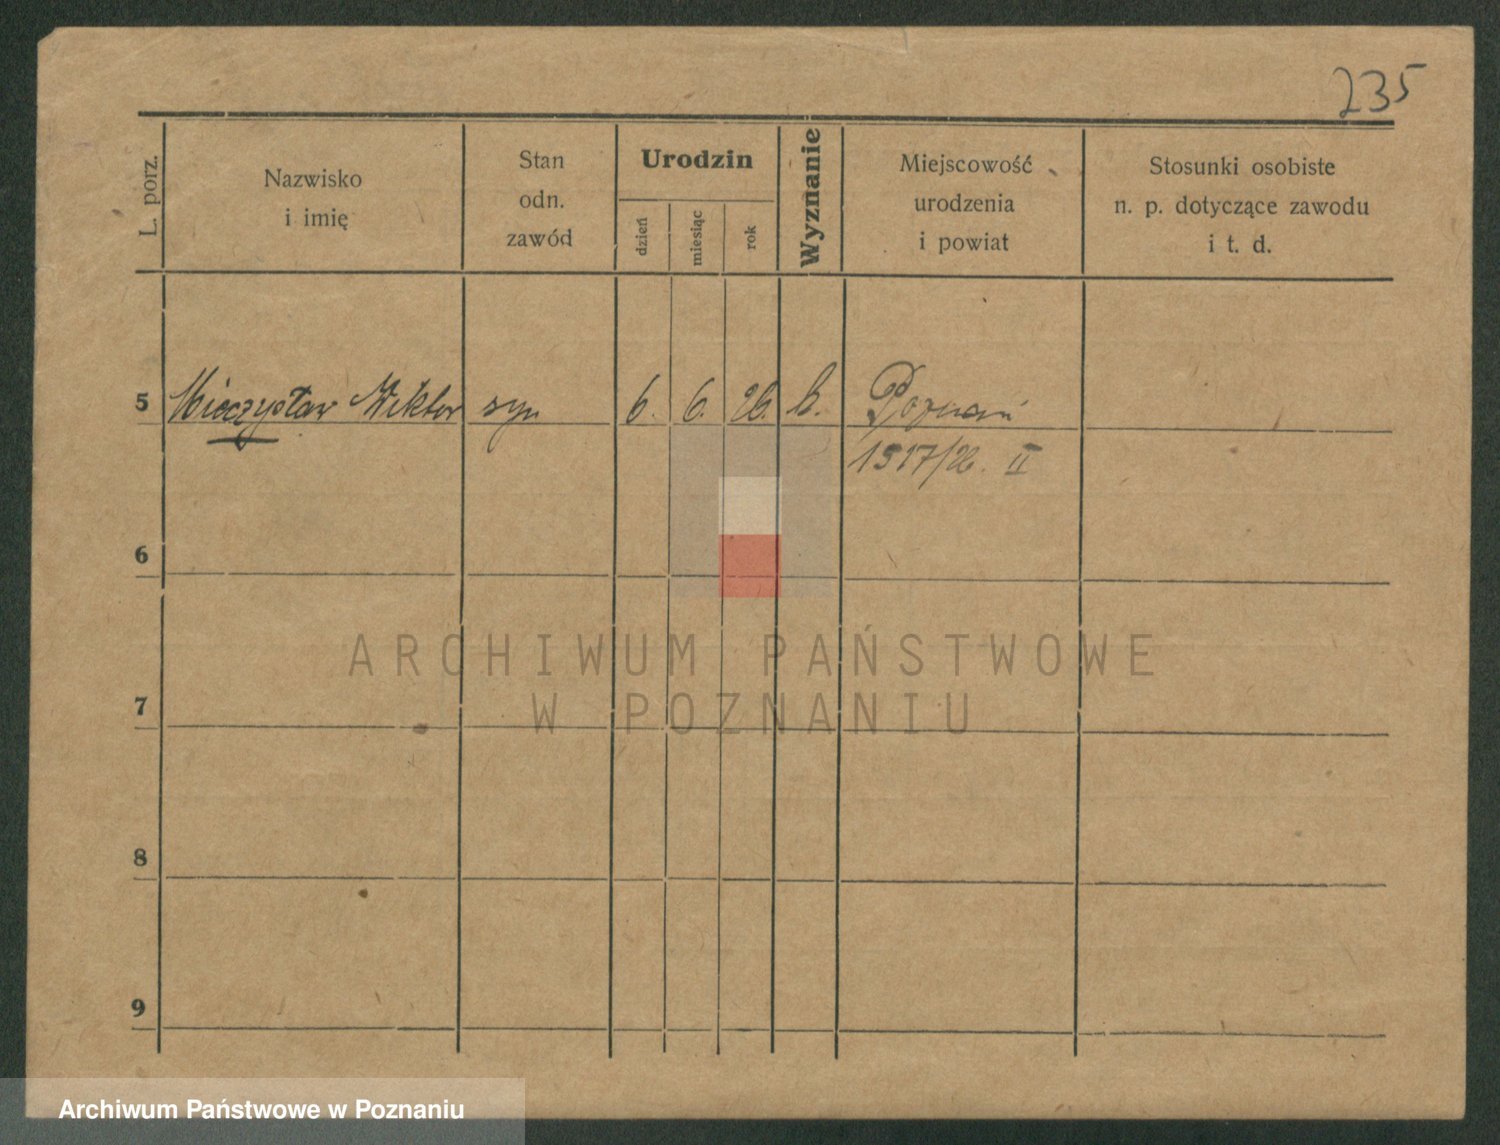 235
L. porz.
Nazwisko
i imię
Stan
odn.
zawód
Urodzin
dzień
miesiąc
rok
Wyznanie
Miejscowość
urodzenia
i powiat
Stosunki osobiste
n. p. dotyczące zawodu
i t. d.
5 Mieczysław Wiktor syn 6. 6. 26. k. Poznań
1517/26. II
6
7
8
9
ARCHIWUM PAŃSTWOWE
W POZNANIU
Archiwum Państwowe w Poznaniu